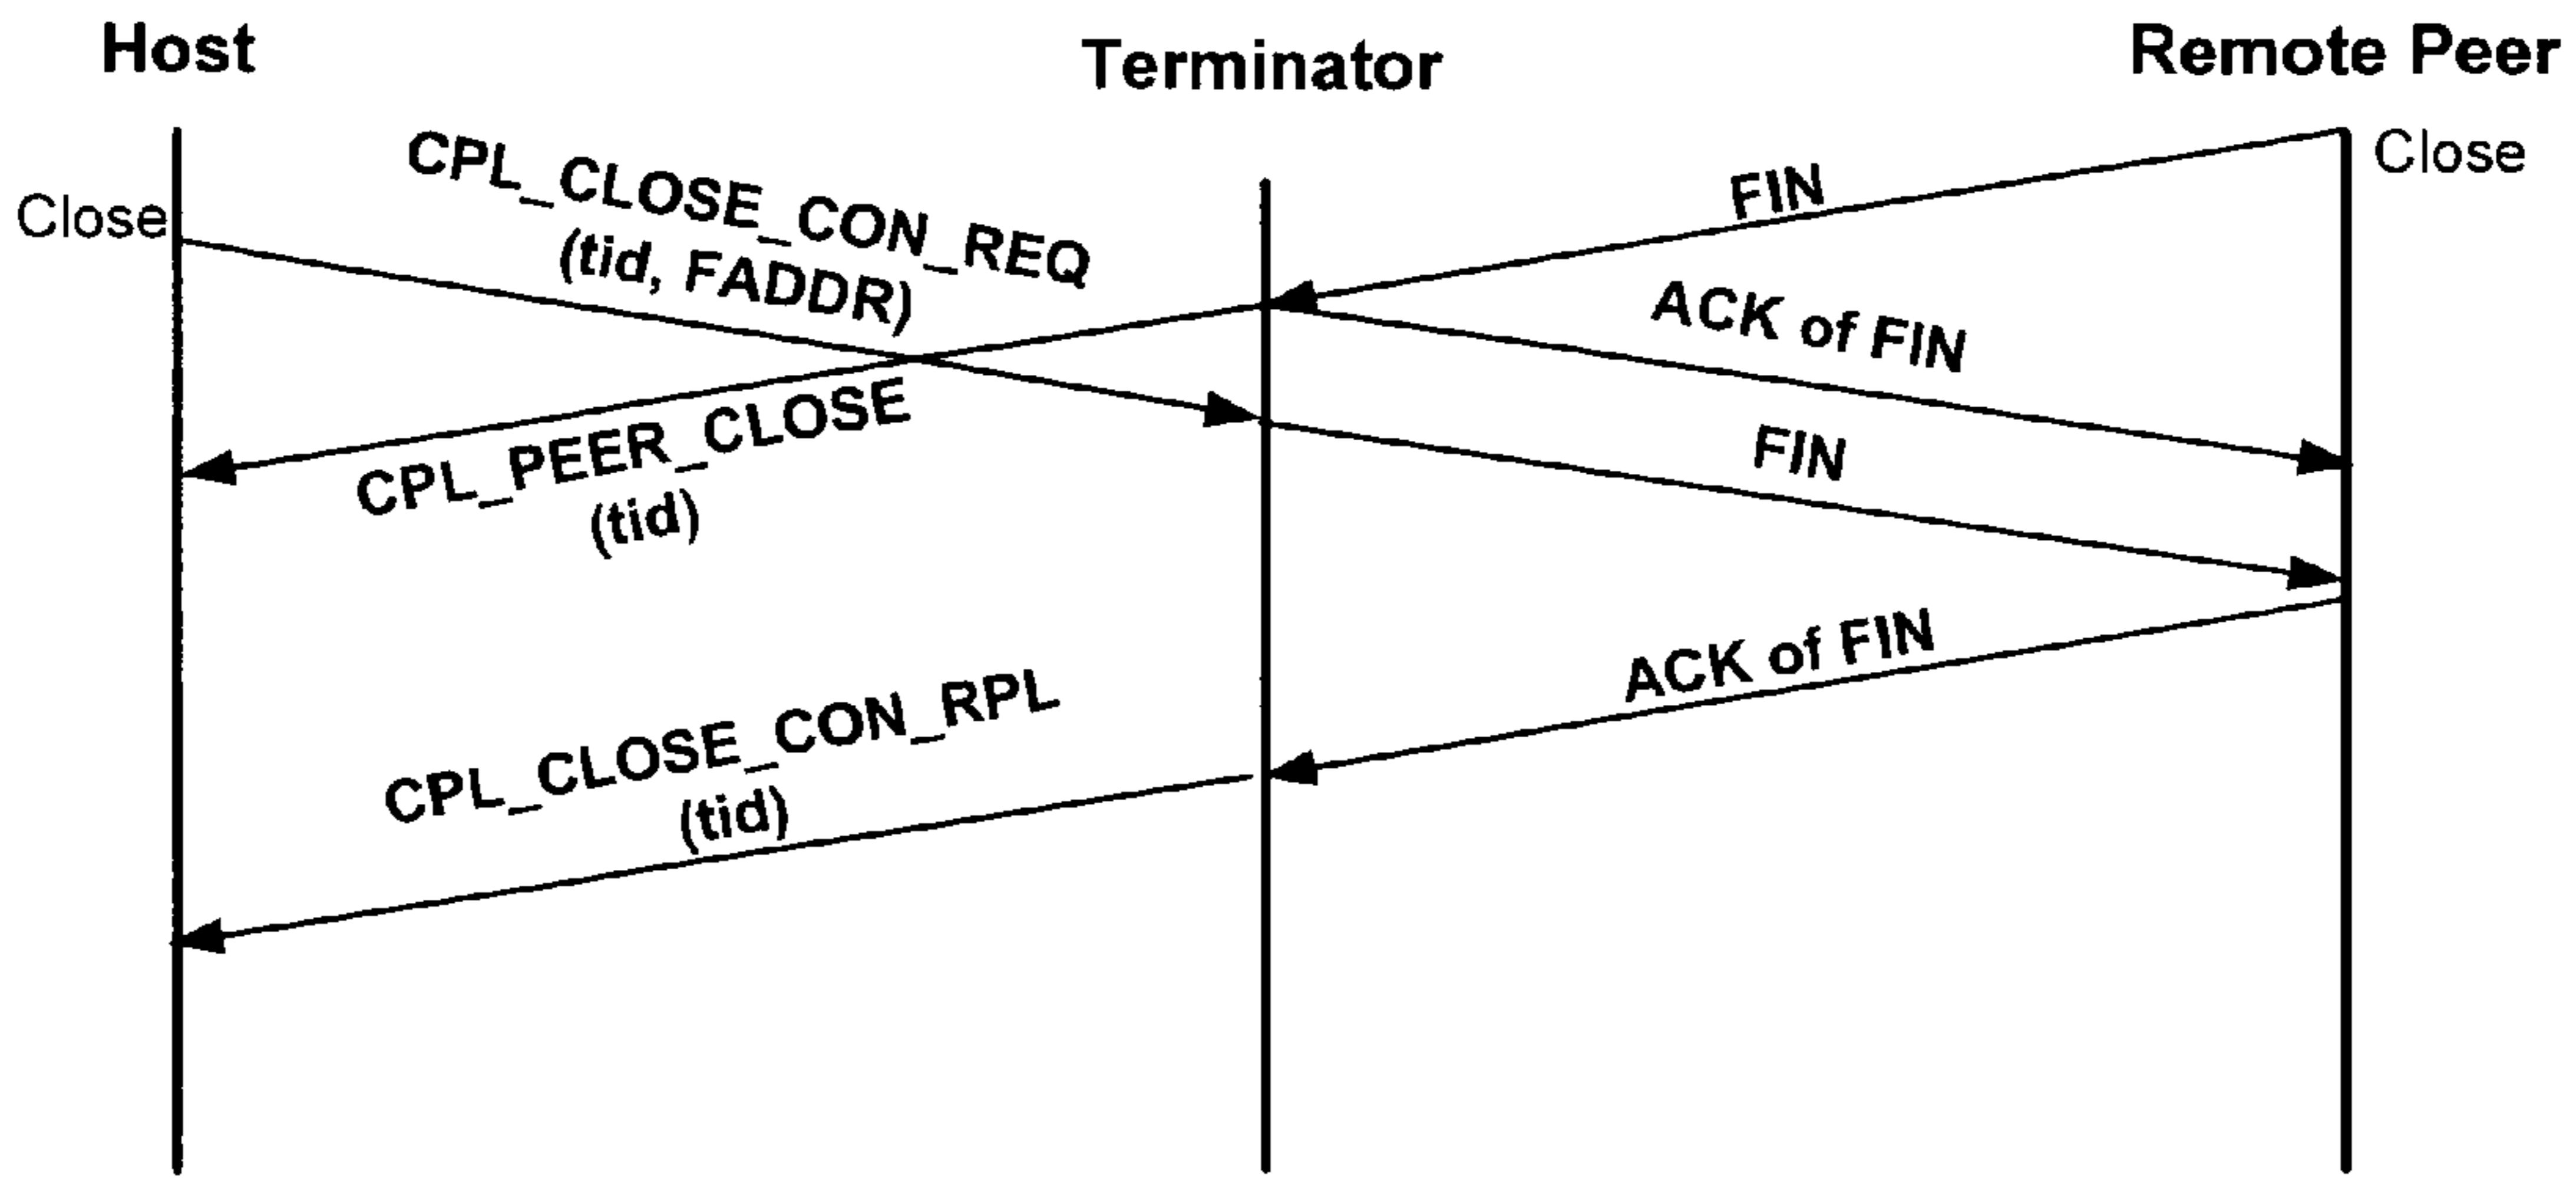 Host
Terminator
Remote Peer
Close
Close
CPL_CLOSE_CON_REQ
(tid, FADDR)
FIN
ACK of FIN
CPL_PEER_CLOSE
(tid)
FIN
ACK of FIN
CPL_CLOSE_CON_RPL
(tid)